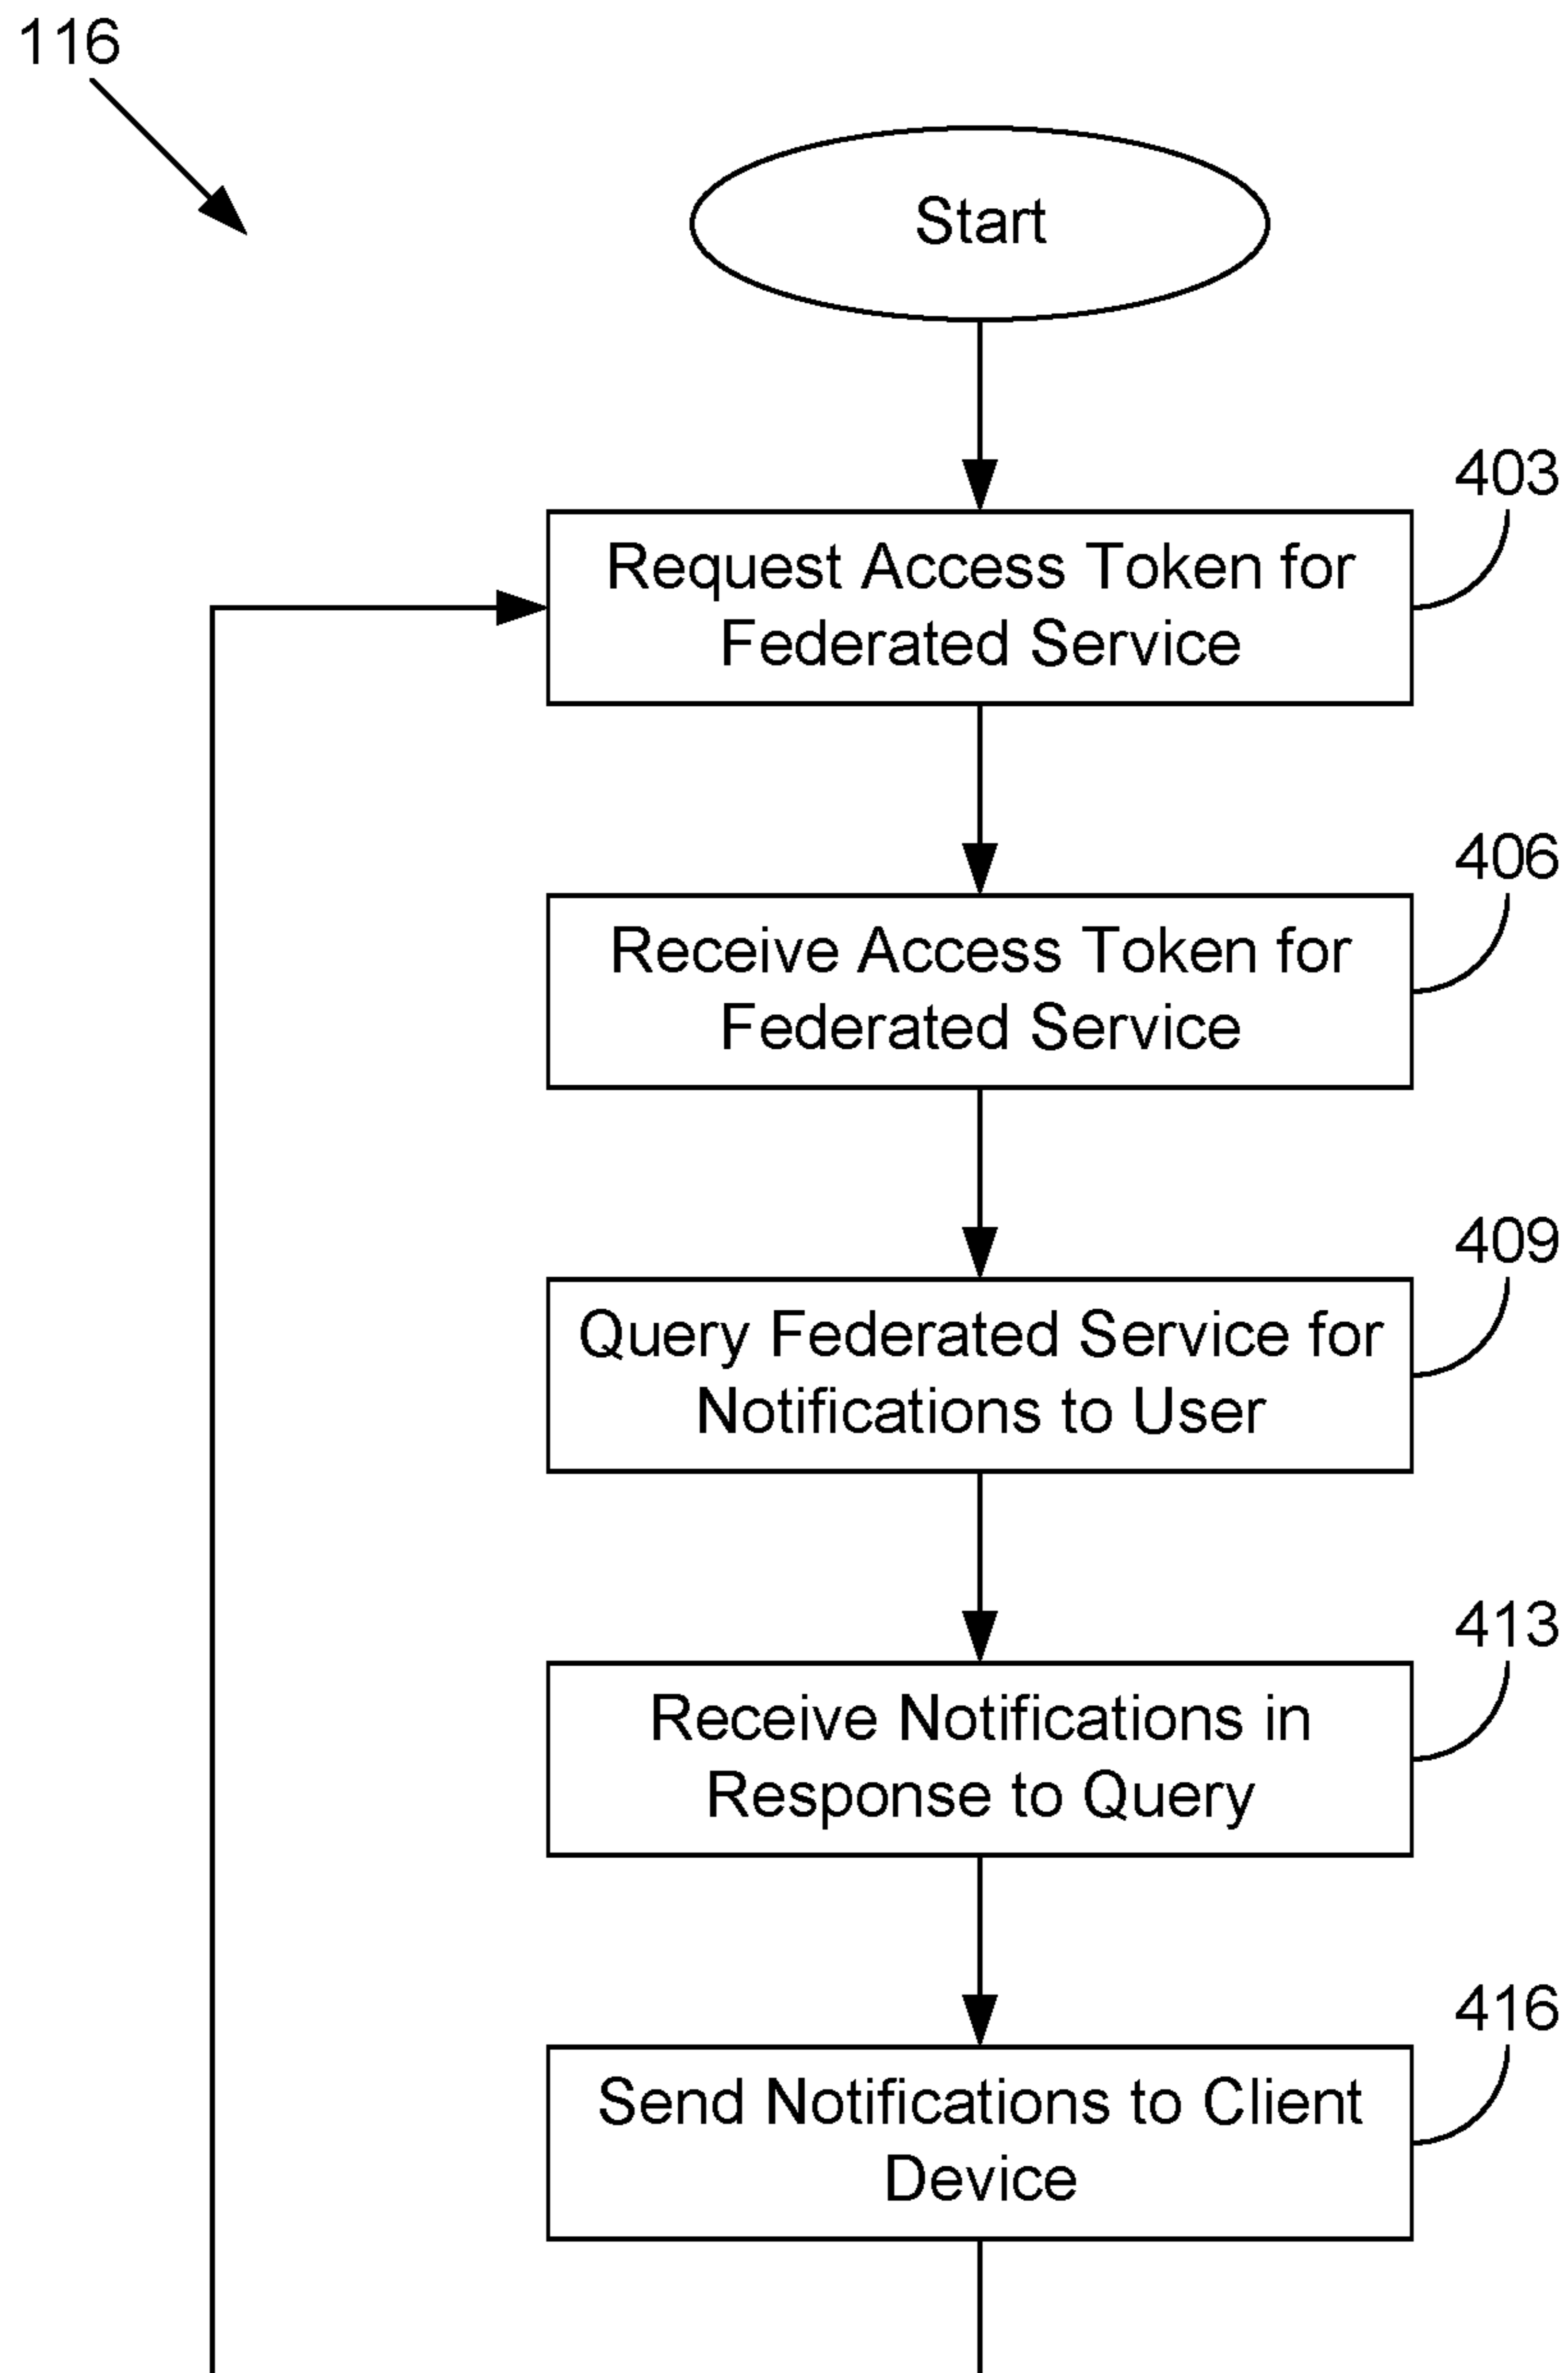 116
Start
403
Request Access Token for
Federated Service
406
Receive Access Token for
Federated Service
409
Query Federated Service for
Notifications to User
413
Receive Notifications in
Response to Query
416
Send Notifications to Client
Device